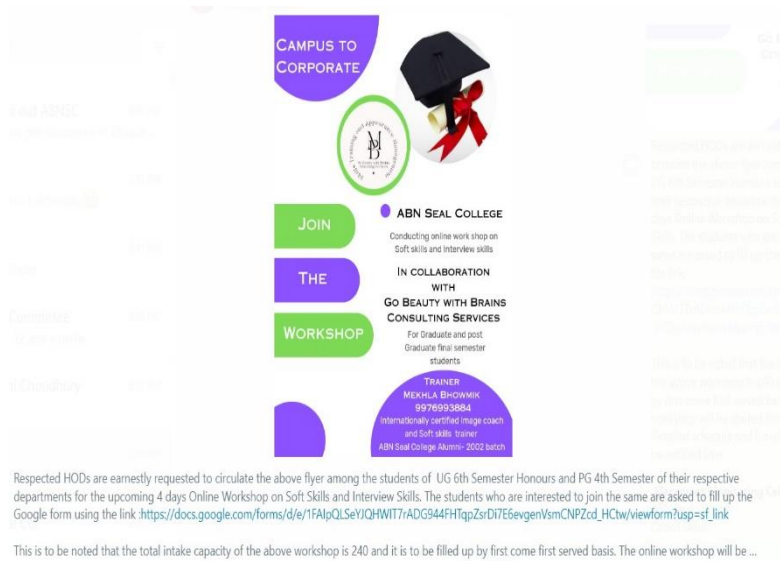 CAMPUS TO
CORPORATE
JOIN
THE
WORKSHOP
ABN SEAL COLLEGE
Conducting online work shop on
Soft skills and interview skills
IN COLLABORATION
WITH
GO BEAUTY WITH BRAINS
CONSULTING SERVICES
For Graduate and post
Graduate final semester
students
TRAINER
MEKHLA BHOWMIK
9976993884
Internationally certified Image coach
and Soft skills trainer
ABN Seal College Alumni- 2002 batch
Respected HODs are earnestly requested to circulate the above flyer among the students of UG 6th Semester Honours and PG 4th Semester of their respective
departments for the upcoming 4 days Online Workshop on Soft Skills and Interview Skills. The students who are interested to join the same are asked to fill up the
Google form using the link :https://docs.google.com/forms/d/e/1FAIpQLSeYJQHWIT7rADG944FHTqpZsrDi7E6evgenVsmCNPZcd_HCtw/viewform?usp=sf_link
This is to be noted that the total intake capacity of the above workshop is 240 and it is to be filled up by first come first served basis. The online workshop will be ...